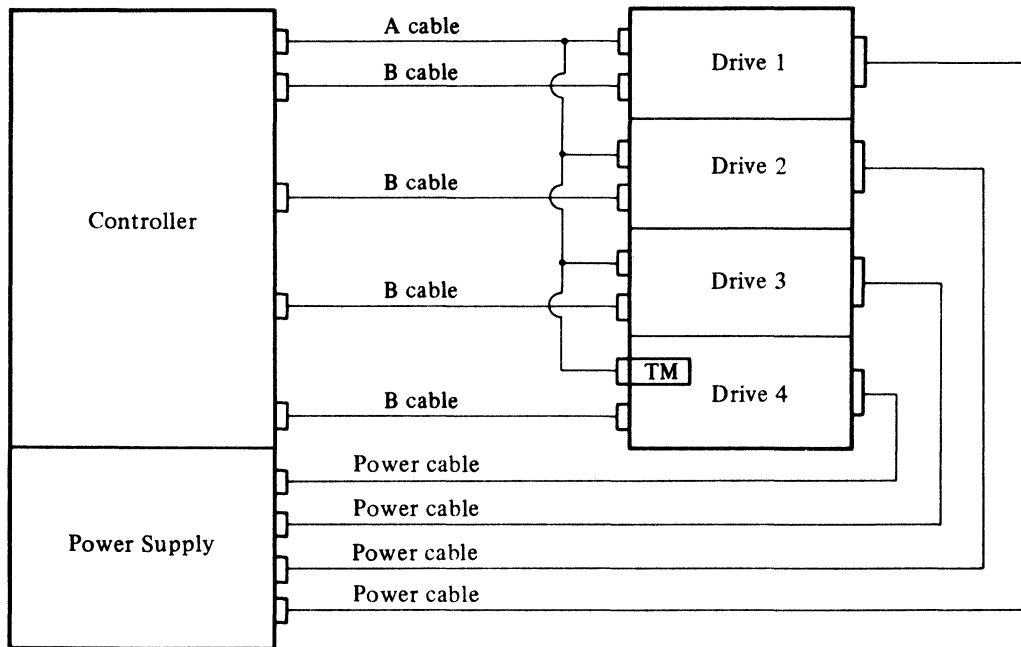 A cable
Drive 1
B cable
B cable
Drive 2
Controller
B cable
Drive 3
TM
B cable
Drive 4
Power cable
Power cable
Power Supply
Power cable
Power cable